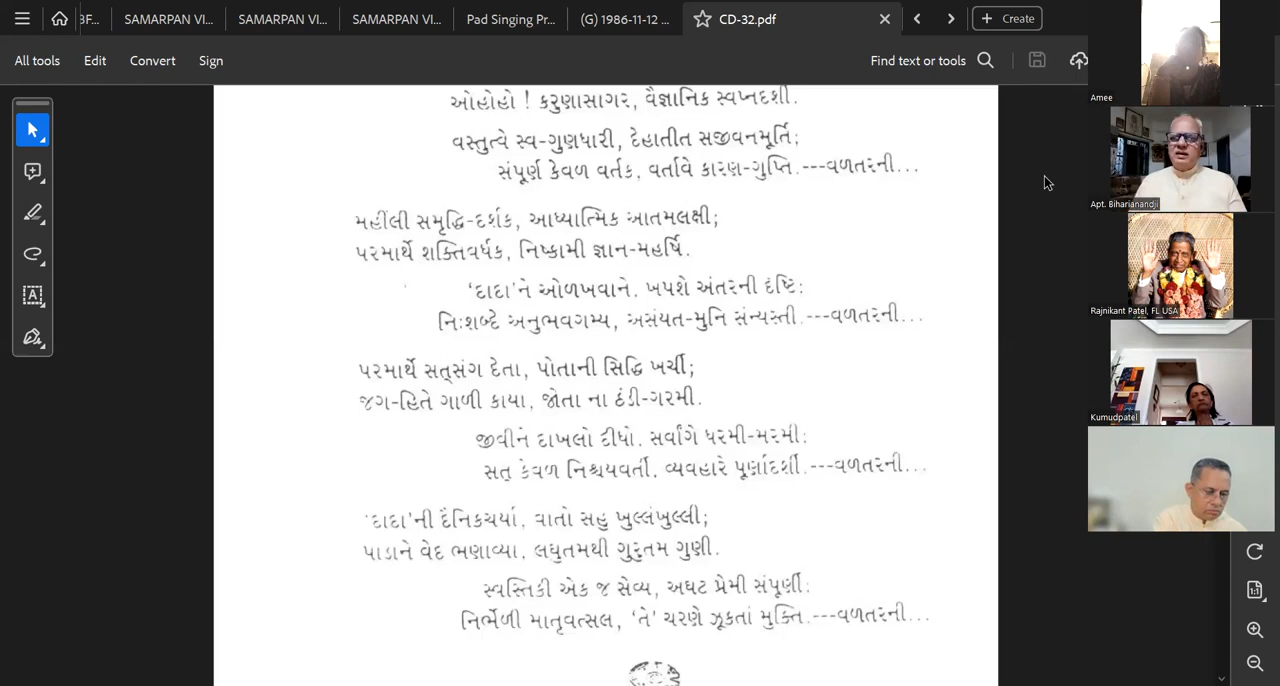 SAMARPAN VI...
SAMARPAN VI...
SAMARPAN VI...
Pad Singing Pr...
(G) 1986-11-12 ...
CD-32.pdf
Create
All tools
Edit
Convert
Sign
Find text or tools
ઓહોહો ! કરુણાસાગર, વૈજ્ઞાનિક સ્વપ્નદર્શી.
વસ્તુત્વે સ્વ-ગુણધારી, દેહાતીત સજીવનમૂર્તિ;
સંપૂર્ણ કેવળ વર્તક, વર્તાવે કારણ-ગુપ્તિ.---વળતરની...
મહીંલી સમૃદ્ધિ-દર્શક, આધ્યાત્મિક આતમલક્ષી;
પરમાર્થે શક્તિવર્ધક, નિષ્કામી જ્ઞાન-મહર્ષિ.
'દાદા'ને ઓળખવાને, ખપશે અંતરની દ્રષ્ટિ;
નિઃશબ્દે અનુભવગમ્ય, અસંયત-મુનિ સંન્યસ્તી.---વળતરની...
પરમાર્થે સત્સંગ દેતા, પોતાની સિદ્ધિ ખર્ચી;
જગ-હિતે ગાળી કાયા, જોતા ના ઠંડી-ગરમી.
જીવીને દાખલો દીધો, સર્વાંગે ધરમી-મરમી;
સત્ કેવળ નિશ્ચયવર્તી, વ્યવહારે પૂર્ણાદર્શી.---વળતરની...
'દાદા'ની દૈનિકચર્યા, વાતો સહુ ખુલ્લંખુલ્લી;
પાડાને વેદ ભણાવ્યા, લઘુતમથી ગુરુતમ ગુણી.
સ્વસ્તિકી એક જ સેવ્ય, અઘટ પ્રેમી સંપૂર્ણી;
નિર્ભેળી માતૃવત્સલ, 'તે' ચરણે ઝૂકતાં મુક્તિ.---વળતરની...
Amee
Apt. Biharianandji
Rajnikant Patel, FL USA
Kumudpatel